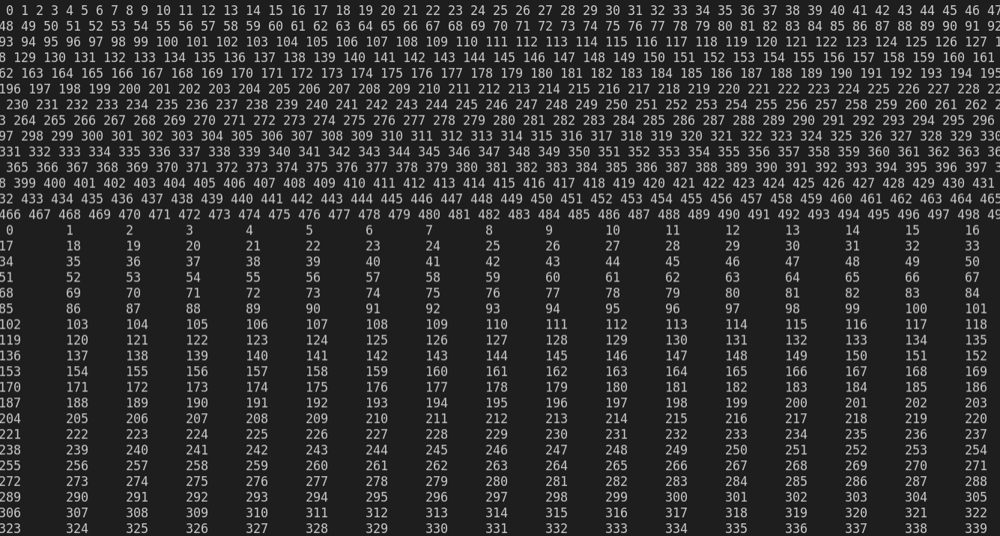 0 1 2 3 4 5 6 7 8 9 10 11 12 13 14 15 16 17 18 19 20 21 22 23 24 25 26 27 28 29 30 31 32 33 34 35 36 37 38 39 40 41 42 43 44 45 46 47
48 49 50 51 52 53 54 55 56 57 58 59 60 61 62 63 64 65 66 67 68 69 70 71 72 73 74 75 76 77 78 79 80 81 82 83 84 85 86 87 88 89 90 91 92
93 94 95 96 97 98 99 100 101 102 103 104 105 106 107 108 109 110 111 112 113 114 115 116 117 118 119 120 121 122 123 124 125 126 127 1
8 129 130 131 132 133 134 135 136 137 138 139 140 141 142 143 144 145 146 147 148 149 150 151 152 153 154 155 156 157 158 159 160 161
62 163 164 165 166 167 168 169 170 171 172 173 174 175 176 177 178 179 180 181 182 183 184 185 186 187 188 189 190 191 192 193 194 195
196 197 198 199 200 201 202 203 204 205 206 207 208 209 210 211 212 213 214 215 216 217 218 219 220 221 222 223 224 225 226 227 228 22
230 231 232 233 234 235 236 237 238 239 240 241 242 243 244 245 246 247 248 249 250 251 252 253 254 255 256 257 258 259 260 261 262 2
3 264 265 266 267 268 269 270 271 272 273 274 275 276 277 278 279 280 281 282 283 284 285 286 287 288 289 290 291 292 293 294 295 296
97 298 299 300 301 302 303 304 305 306 307 308 309 310 311 312 313 314 315 316 317 318 319 320 321 322 323 324 325 326 327 328 329 330
331 332 333 334 335 336 337 338 339 340 341 342 343 344 345 346 347 348 349 350 351 352 353 354 355 356 357 358 359 360 361 362 363 36
365 366 367 368 369 370 371 372 373 374 375 376 377 378 379 380 381 382 383 384 385 386 387 388 389 390 391 392 393 394 395 396 397 3
8 399 400 401 402 403 404 405 406 407 408 409 410 411 412 413 414 415 416 417 418 419 420 421 422 423 424 425 426 427 428 429 430 431
32 433 434 435 436 437 438 439 440 441 442 443 444 445 446 447 448 449 450 451 452 453 454 455 456 457 458 459 460 461 462 463 464 465
466 467 468 469 470 471 472 473 474 475 476 477 478 479 480 481 482 483 484 485 486 487 488 489 490 491 492 493 494 495 496 497 498 49
0 1 2 3 4 5 6 7 8 9 10 11 12 13 14 15 16
17 18 19 20 21 22 23 24 25 26 27 28 29 30 31 32 33
34 35 36 37 38 39 40 41 42 43 44 45 46 47 48 49 50
51 52 53 54 55 56 57 58 59 60 61 62 63 64 65 66 67
68 69 70 71 72 73 74 75 76 77 78 79 80 81 82 83 84
85 86 87 88 89 90 91 92 93 94 95 96 97 98 99 100 101
102 103 104 105 106 107 108 109 110 111 112 113 114 115 116 117 118
119 120 121 122 123 124 125 126 127 128 129 130 131 132 133 134 135
136 137 138 139 140 141 142 143 144 145 146 147 148 149 150 151 152
153 154 155 156 157 158 159 160 161 162 163 164 165 166 167 168 169
170 171 172 173 174 175 176 177 178 179 180 181 182 183 184 185 186
187 188 189 190 191 192 193 194 195 196 197 198 199 200 201 202 203
204 205 206 207 208 209 210 211 212 213 214 215 216 217 218 219 220
221 222 223 224 225 226 227 228 229 230 231 232 233 234 235 236 237
238 239 240 241 242 243 244 245 246 247 248 249 250 251 252 253 254
255 256 257 258 259 260 261 262 263 264 265 266 267 268 269 270 271
272 273 274 275 276 277 278 279 280 281 282 283 284 285 286 287 288
289 290 291 292 293 294 295 296 297 298 299 300 301 302 303 304 305
306 307 308 309 310 311 312 313 314 315 316 317 318 319 320 321 322
323 324 325 326 327 328 329 330 331 332 333 334 335 336 337 338 339